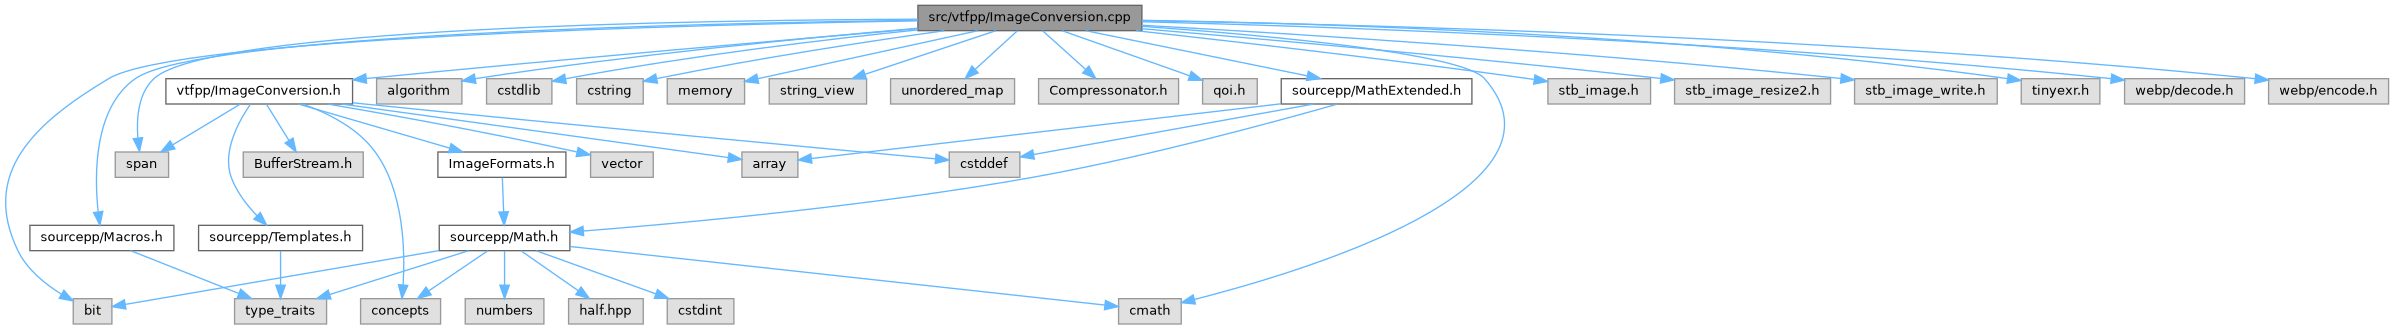 src/vtfpp/ImageConversion.cpp
vtfpp/ImageConversion.h
algorithm
cstdlib
cstring
memory
string_view
unordered_map
Compressonator.h
qoi.h
sourcepp/MathExtended.h
stb_image.h
stb_image_resize2.h
stb_image_write.h
tinyexr.h
webp/decode.h
webp/encode.h
span
BufferStream.h
ImageFormats.h
vector
array
cstddef
sourcepp/Macros.h
sourcepp/Templates.h
sourcepp/Math.h
bit
type_traits
concepts
numbers
half.hpp
cstdint
cmath